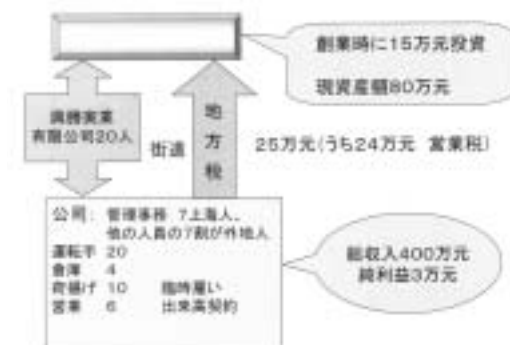 創業時に15万元投資
現資産額80万元
興勝実業
有限公司20人
街道
地方税
25万元(うち24万元 営業税)
公司: 管理事務 7上海人、
他の人員の7割が外地人
運転手 20
倉庫 4
荷揚げ 10 臨時雇い
営業 6 出来高契約
総収入400万元
純利益3万元